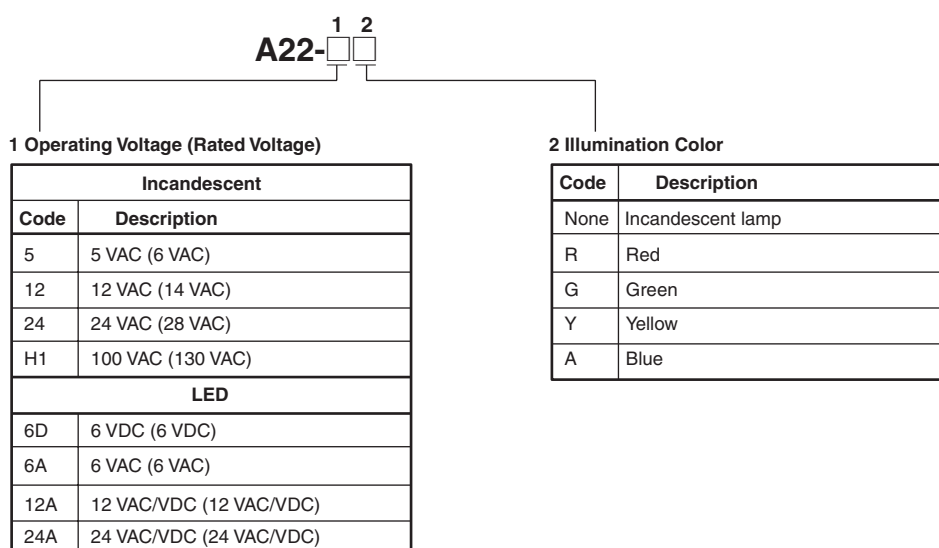 1 2
A22-□□
1 Operating Voltage (Rated Voltage)
Incandescent
Code Description
5 5 VAC (6 VAC)
12 12 VAC (14 VAC)
24 24 VAC (28 VAC)
H1 100 VAC (130 VAC)
LED
6D 6 VDC (6 VDC)
6A 6 VAC (6 VAC)
12A 12 VAC/VDC (12 VAC/VDC)
24A 24 VAC/VDC (24 VAC/VDC)
2 Illumination Color
Code Description
None Incandescent lamp
R Red
G Green
Y Yellow
A Blue